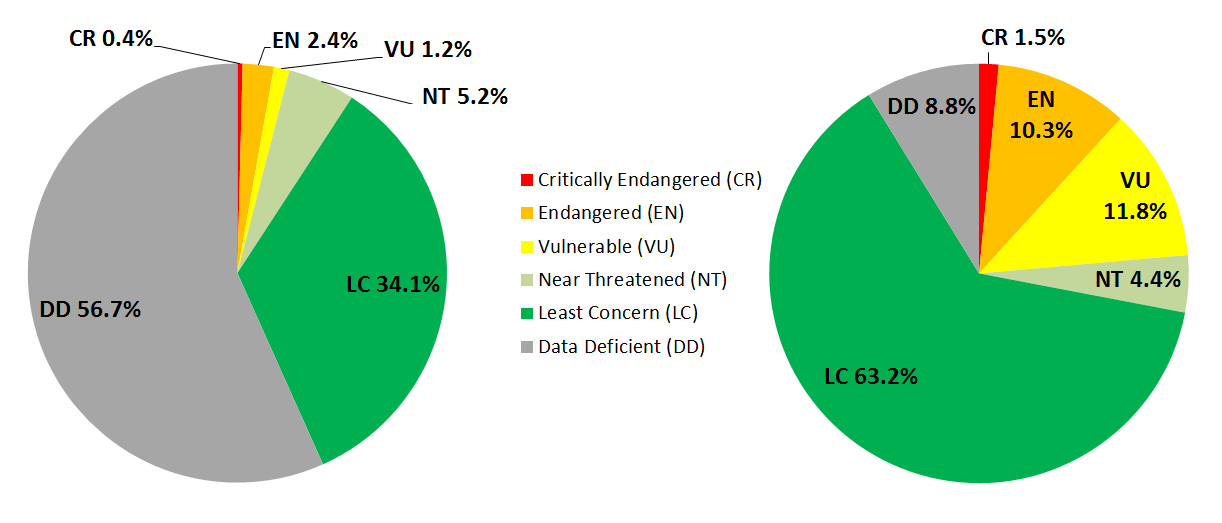 CR 0.4%
EN 2.4%
VU 1.2%
NT 5.2%
LC 34.1%
DD 56.7%
Critically Endangered (CR)
Endangered (EN)
Vulnerable (VU)
Near Threatened (NT)
Least Concern (LC)
Data Deficient (DD)
CR 1.5%
EN
10.3%
VU
11.8%
NT 4.4%
LC 63.2%
DD 8.8%